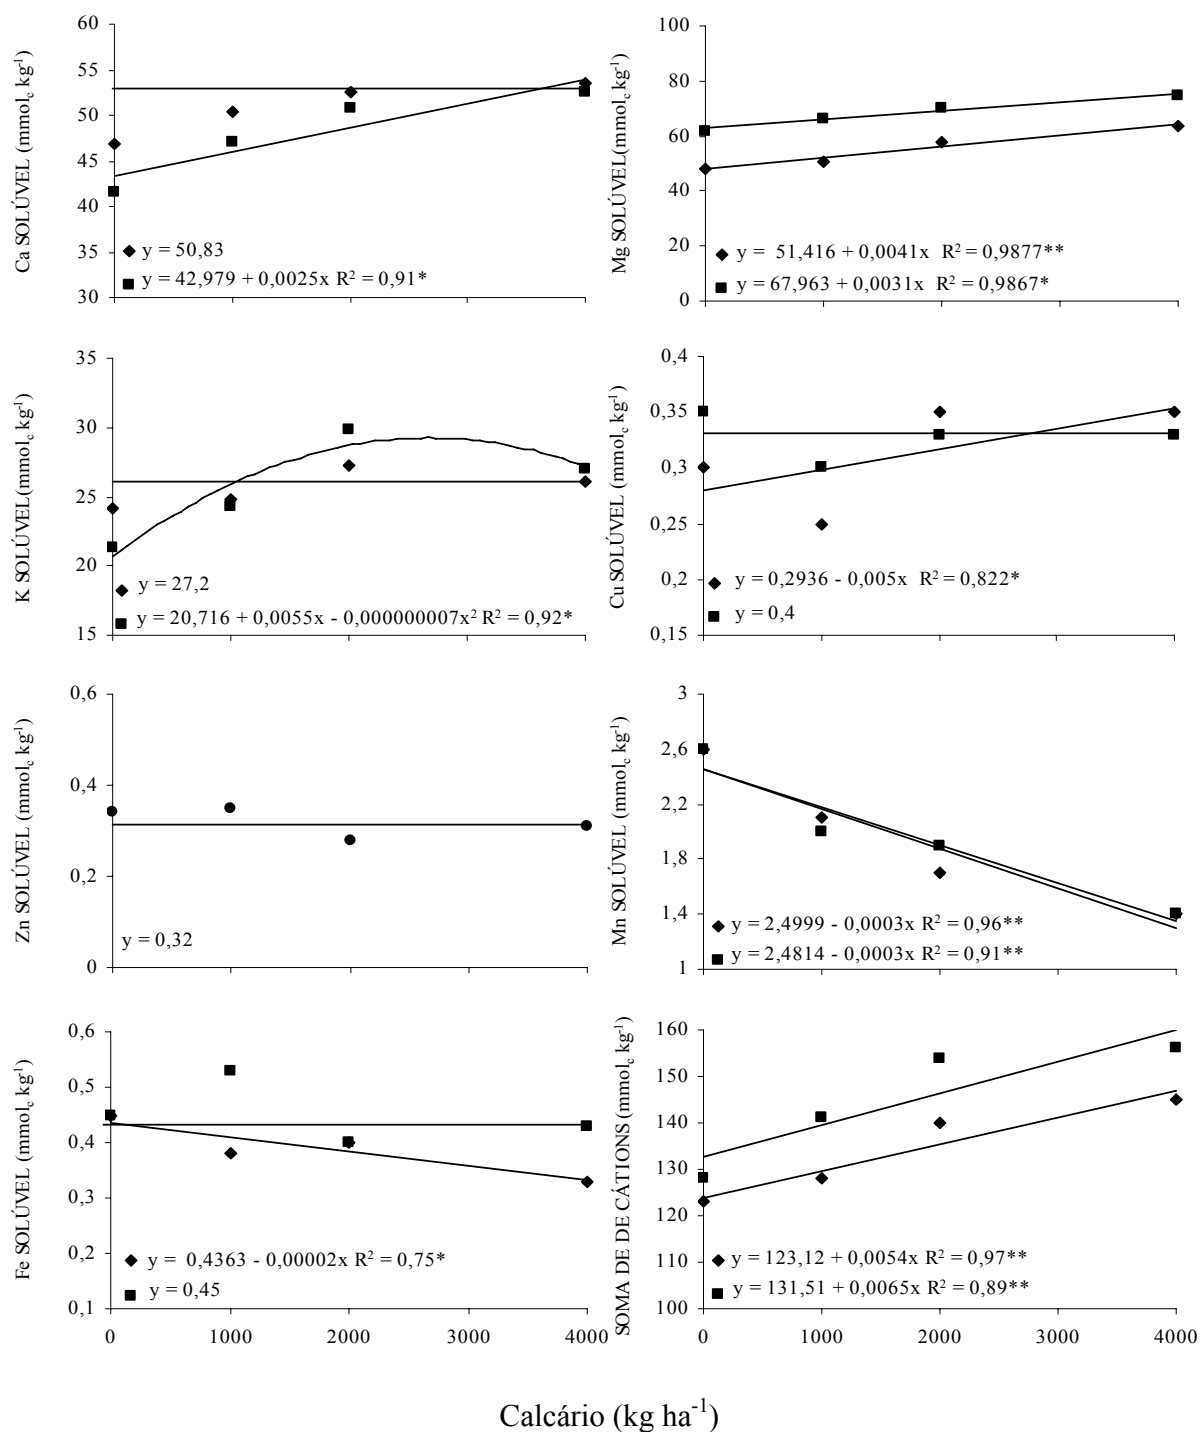 Ca SOLÚVEL (mmolc kg-1)
60
55
50
45
40
35
30
y = 50,83
y = 42,979 + 0,0025x R² = 0,91*
Mg SOLÚVEL(mmolc kg-1)
100
80
60
40
20
0
y = 51,416 + 0,0041x R² = 0,9877**
y = 67,963 + 0,0031x R² = 0,9867*
K SOLÚVEL(mmolc kg-1)
35
30
25
20
15
y = 27,2
y = 20,716 + 0,0055x - 0,000000007x² R² = 0,92*
Cu SOLÚVEL (mmolc kg-1)
0,4
0,35
0,3
0,25
0,2
0,15
y = 0,2936 - 0,005x R² = 0,822*
y = 0,4
Zn SOLÚVEL (mmolc kg-1)
0,6
0,4
0,2
0
y = 0,32
Mn SOLÚVEL (mmolc kg-1)
3
2,6
2,2
1,8
1,4
1
y = 2,4999 - 0,0003x R² = 0,96**
y = 2,4814 - 0,0003x R² = 0,91**
Fe SOLÚVEL (mmolc kg-1)
0,6
0,5
0,4
0,3
0,2
0,1
y = 0,4363 - 0,00002x R² = 0,75*
y = 0,45
0 1000 2000 3000 4000
SOMA DE DE CÁTIONS (mmolc kg-1)
160
150
140
130
120
110
100
y = 123,12 + 0,0054x R² = 0,97**
y = 131,51 + 0,0065x R² = 0,89**
0 1000 2000 3000 4000
Calcário (kg ha-1)